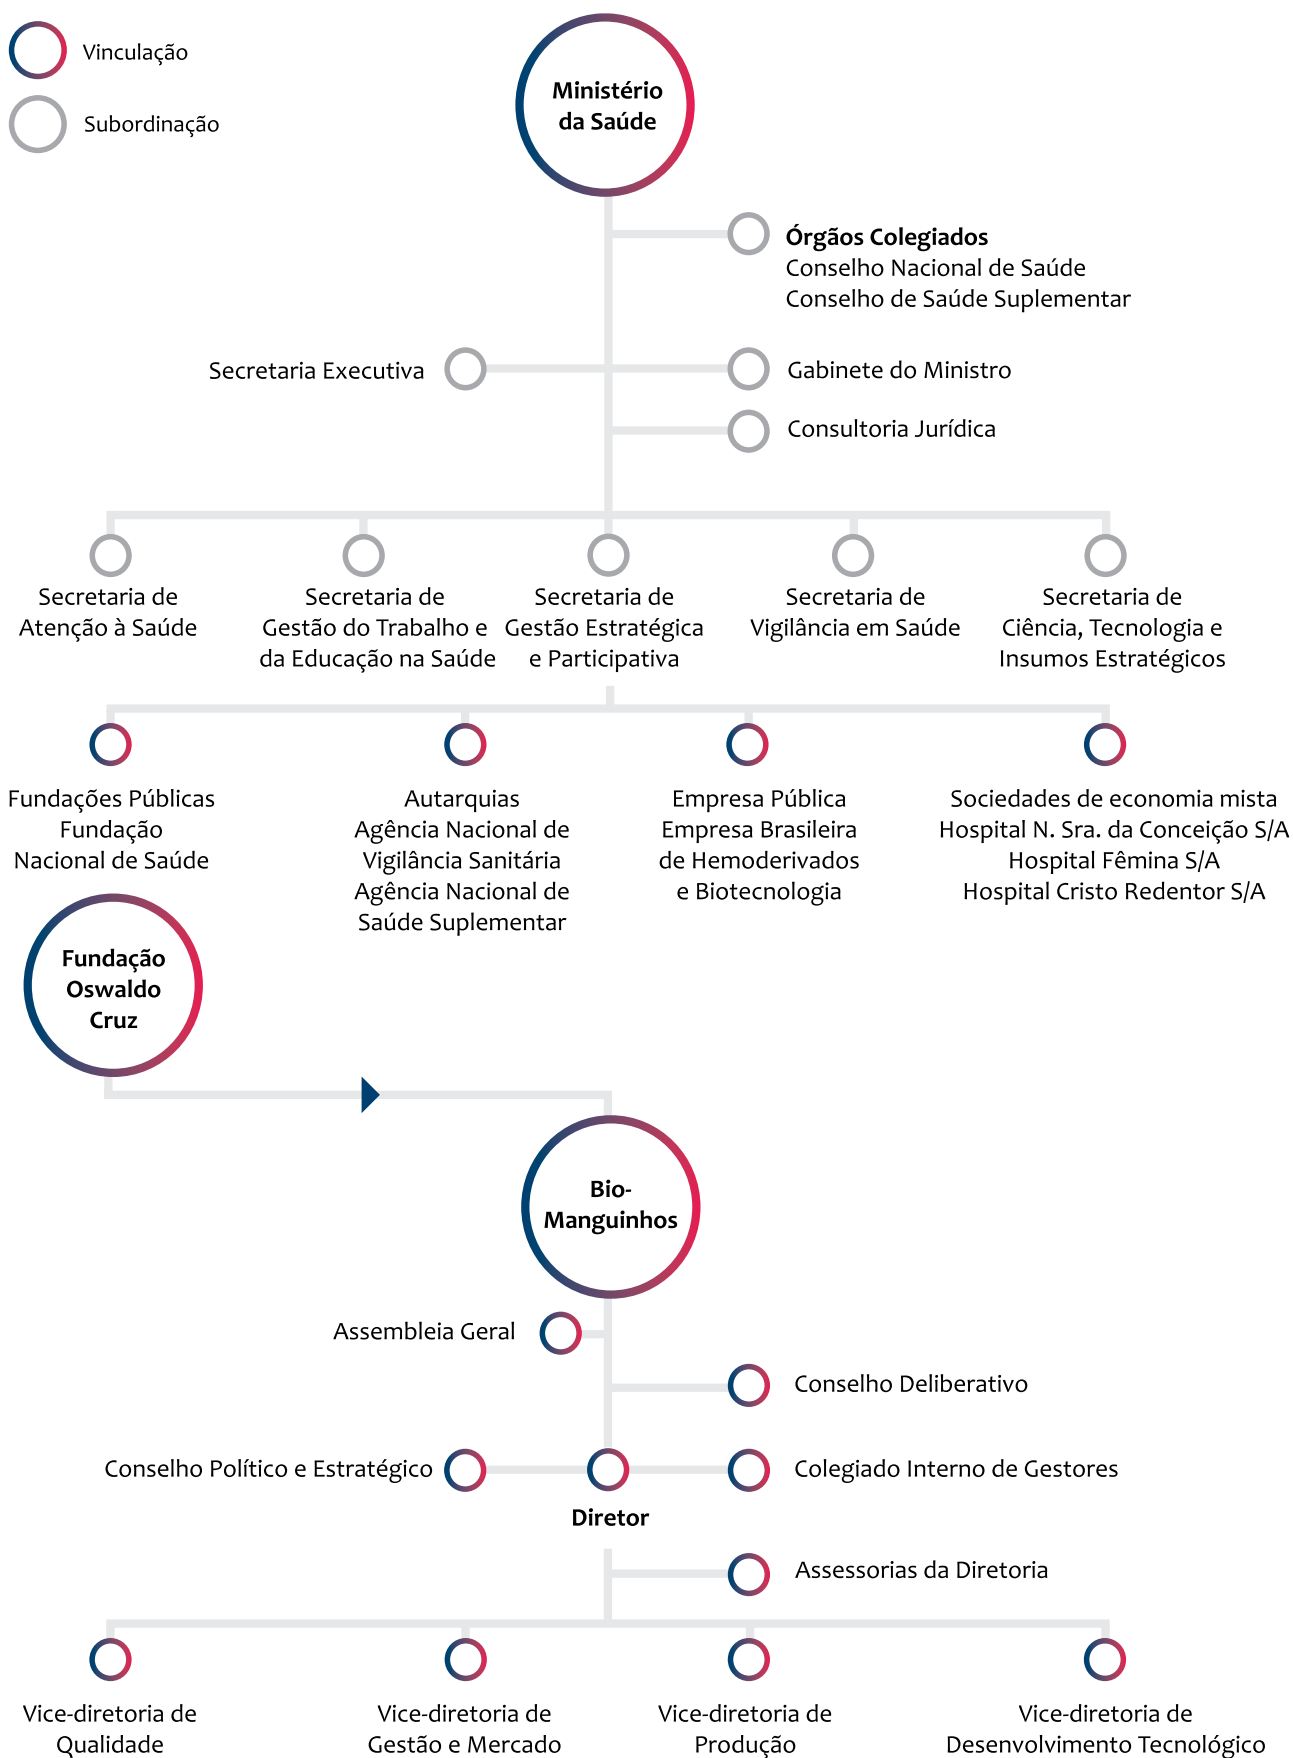 Vinculação
Subordinação
Ministério
da Saúde
Órgãos Colegiados
Conselho Nacional de Saúde
Conselho de Saúde Suplementar
Secretaria Executiva
Gabinete do Ministro
Consultoria Jurídica
Secretaria de
Atenção à Saúde
Secretaria de
Gestão do Trabalho e
da Educação na Saúde
Secretaria de
Gestão Estratégica
e Participativa
Secretaria de
Vigilância em Saúde
Secretaria de
Ciência, Tecnologia e
Insumos Estratégicos
Fundações Públicas
Fundação
Nacional de Saúde
Autarquias
Agência Nacional de
Vigilância Sanitária
Agência Nacional de
Saúde Suplementar
Empresa Pública
Empresa Brasileira
de Hemoderivados
e Biotecnologia
Sociedades de economia mista
Hospital N. Sra. da Conceição S/A
Hospital Fêmina S/A
Hospital Cristo Redentor S/A
Fundação
Oswaldo
Cruz
Bio-
Manguinhos
Assembleia Geral
Conselho Deliberativo
Conselho Político e Estratégico
Colegiado Interno de Gestores
Diretor
Assessorias da Diretoria
Vice-diretoria de
Qualidade
Vice-diretoria de
Gestão e Mercado
Vice-diretoria de
Produção
Vice-diretoria de
Desenvolvimento Tecnológico